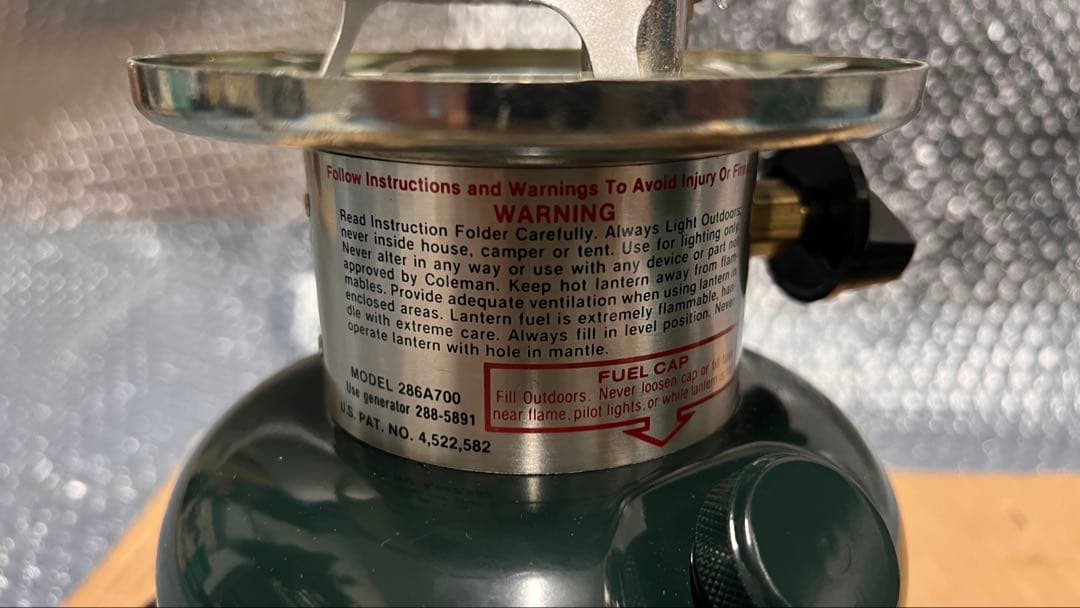 Follow Instructions and Warnings To Avoid Injury Or Fire
WARNING
Read Instruction Folder Carefully. Always Light Outdoors;
never inside house, camper or tent. Use for lighting only.
Never alter in any way or use with any device or part not
approved by Coleman. Keep hot lantern away from flam-
mables. Provide adequate ventilation when using lantern in
enclosed areas. Lantern fuel is extremely flammable, han-
dle with extreme care. Always fill in level position. Never
operate lantern with hole in mantle.
MODEL 286A700
Use generator 288-5891
U.S. PAT. NO. 4,522,582
FUEL CAP
Fill Outdoors. Never loosen cap or fill
near flame, pilot lights, or while lantern